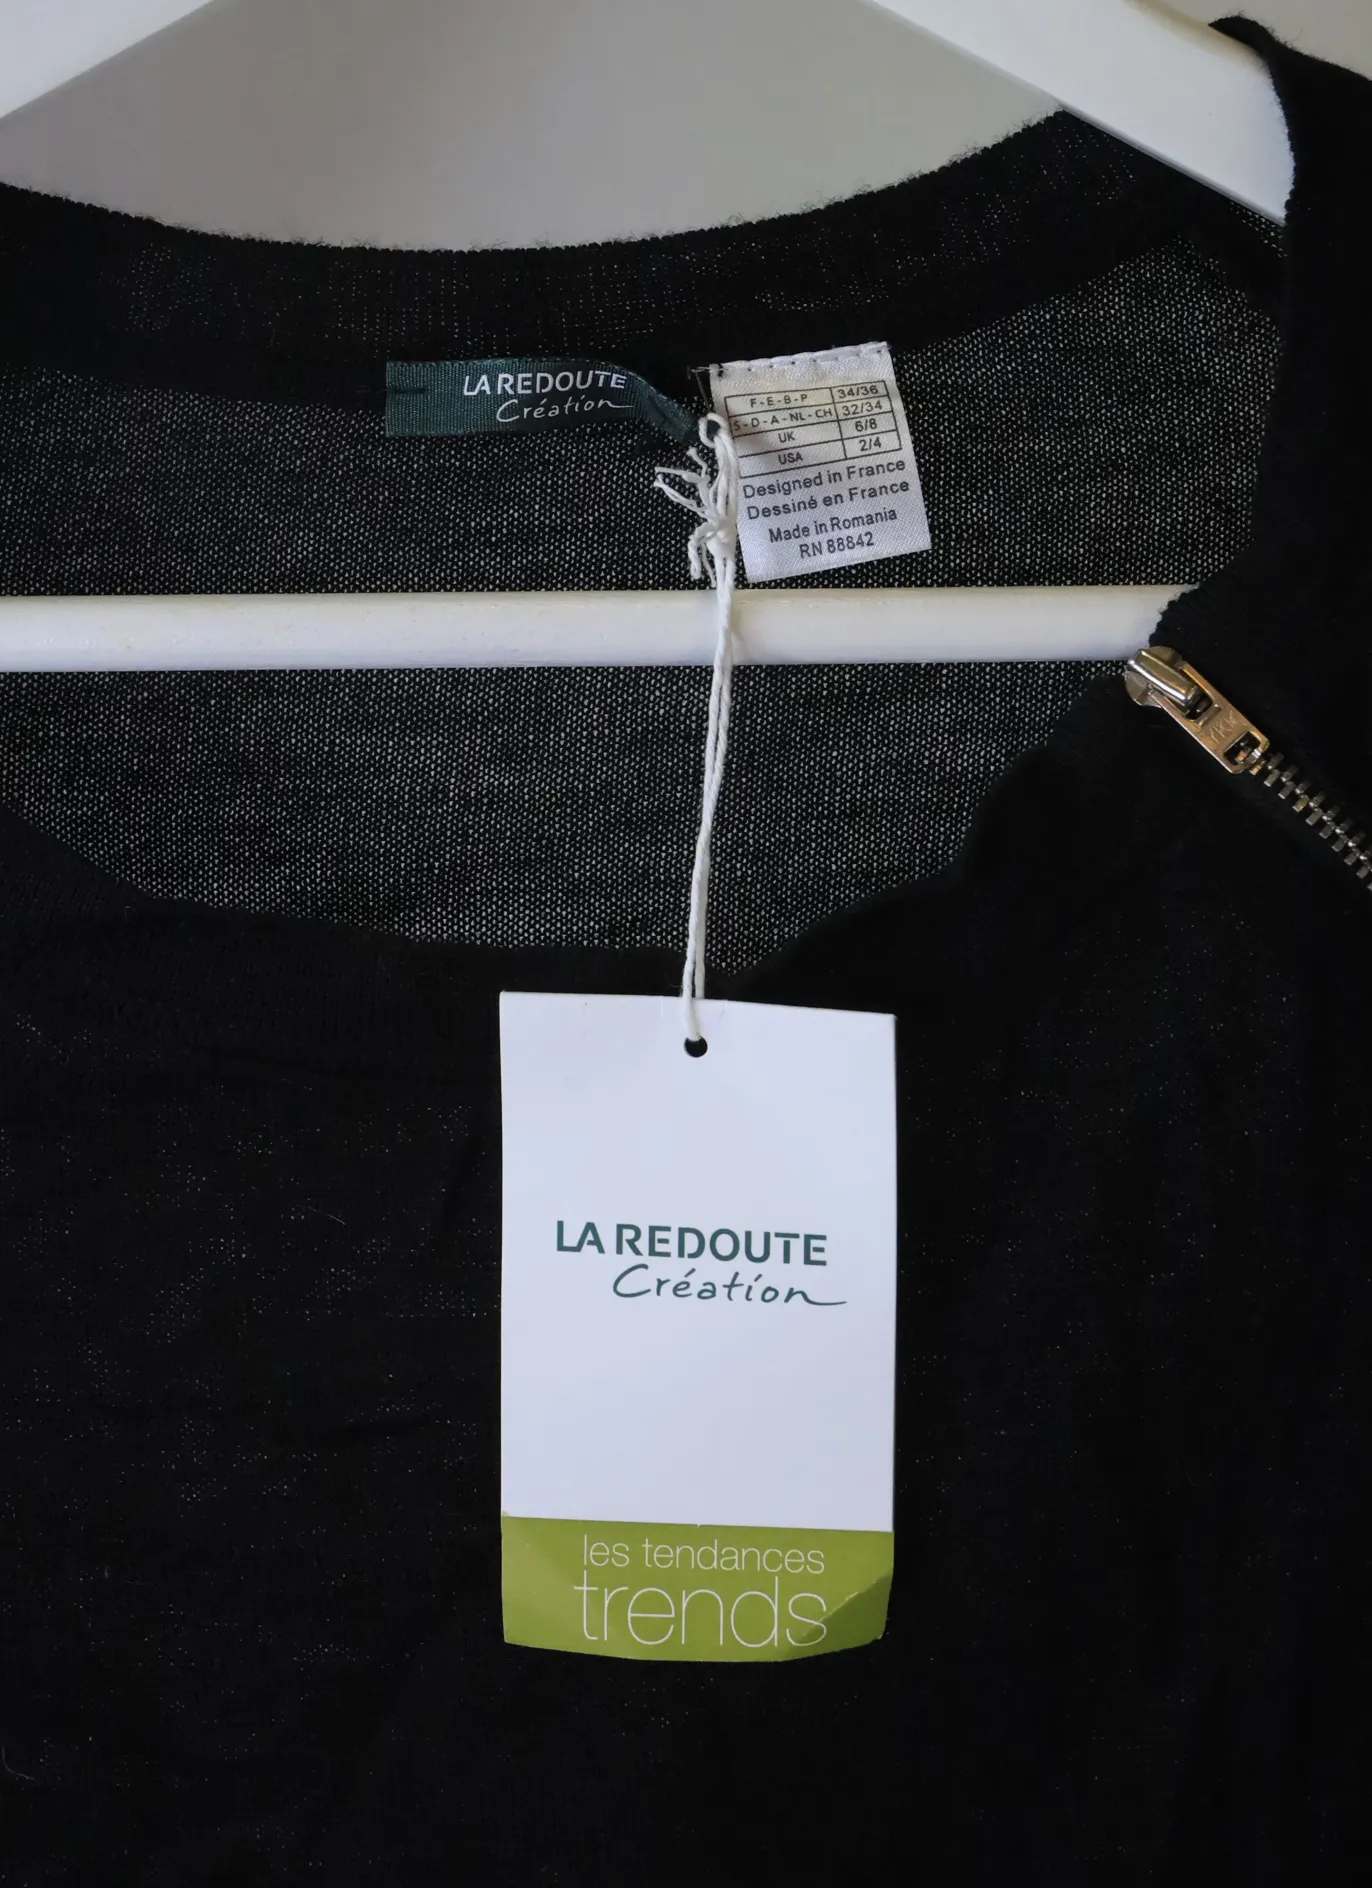 LA REDOUTE
Création
F - E - B - P 34/36
S - D - A - NL - CH 32/34
UK 6/8
USA 2/4
Designed in France
Dessiné en France
Made in Romania
RN 88842
YKK
LA REDOUTE
Création
les tendances
trends